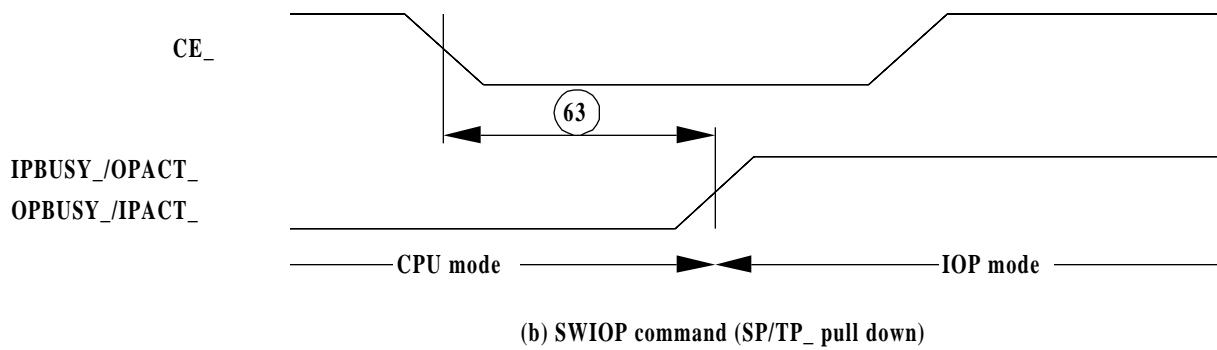 CE_
63
IPBUSY_/OPACT_
OPBUSY_/IPACT_
CPU mode IOP mode
(b) SWIOP command (SP/TP_ pull down)